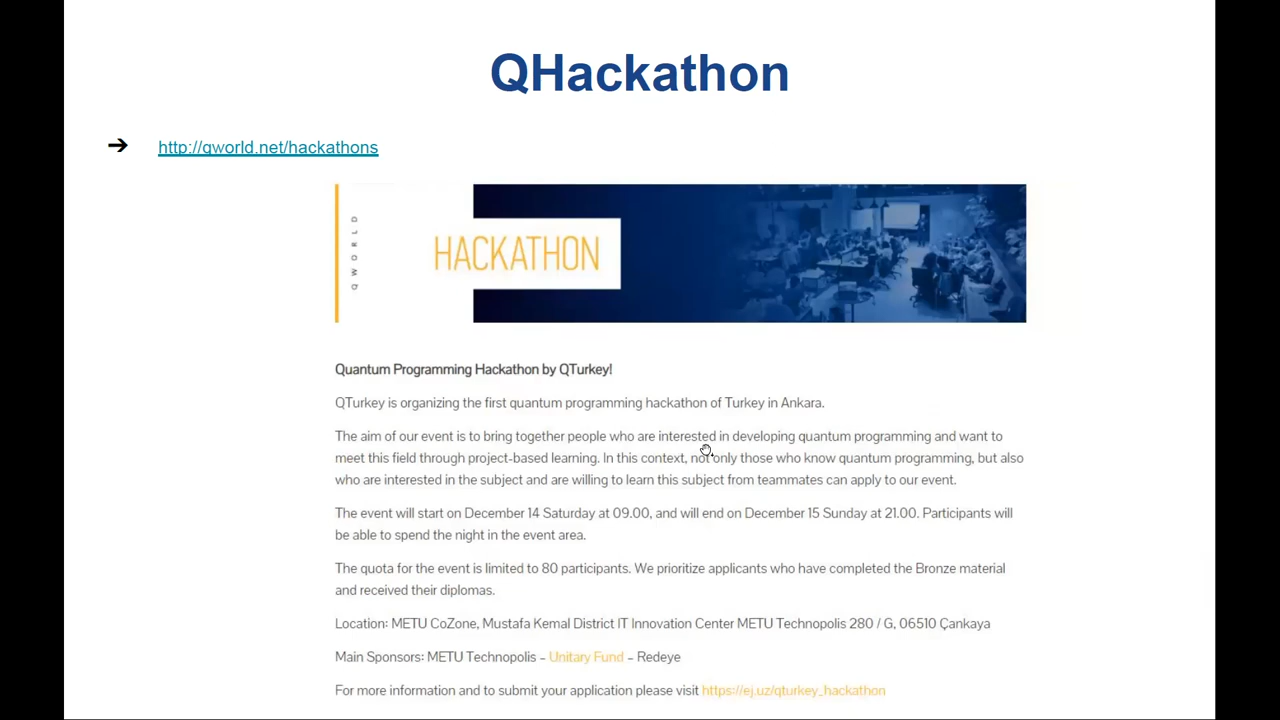 QHackathon
➔ http://qworld.net/hackathons
QWORLD
HACKATHON
Quantum Programming Hackathon by QTurkey!
QTurkey is organizing the first quantum programming hackathon of Turkey in Ankara.
The aim of our event is to bring together people who are interested in developing quantum programming and want to
meet this field through project-based learning. In this context, not only those who know quantum programming, but also
who are interested in the subject and are willing to learn this subject from teammates can apply to our event.
The event will start on December 14 Saturday at 09.00, and will end on December 15 Sunday at 21.00. Participants will
be able to spend the night in the event area.
The quota for the event is limited to 80 participants. We prioritize applicants who have completed the Bronze material
and received their diplomas.
Location: METU CoZone, Mustafa Kemal District IT Innovation Center METU Technopolis 280 / G, 06510 Çankaya
Main Sponsors: METU Technopolis – Unitary Fund – Redeye
For more information and to submit your application please visit https://ej.uz/qturkey_hackathon